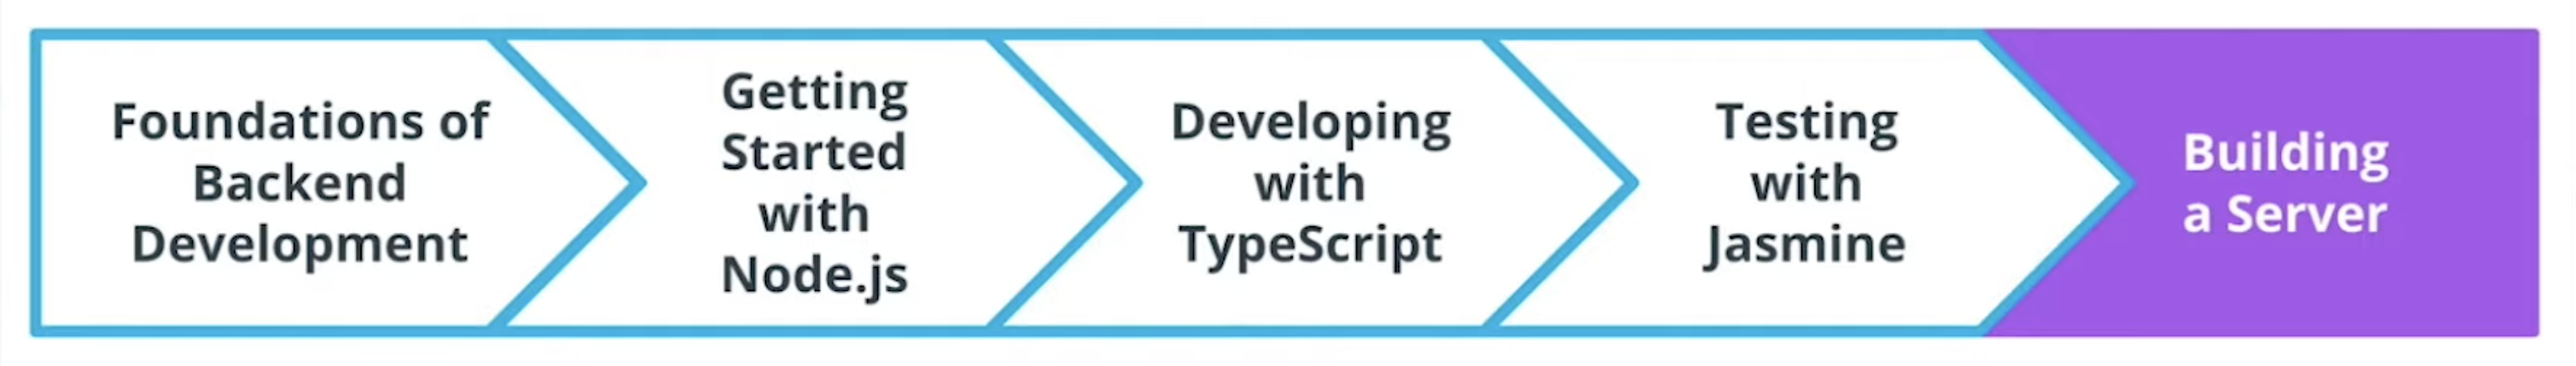 Foundations of
Backend
Development
Getting
Started
with
Node.js
Developing
with
TypeScript
Testing
with
Jasmine
Building
a Server